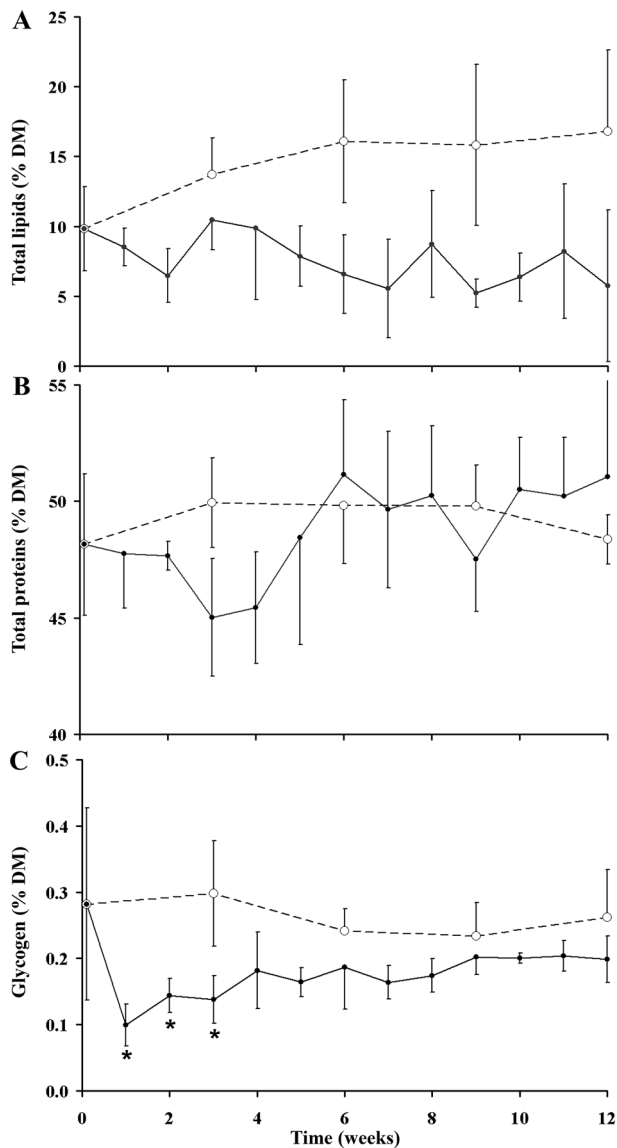 A
25
20
15
10
5
0
Total lipids (% DM)
B
55
50
45
40
Total proteins (% DM)
C
0.5
0.4
0.3
0.2
0.1
0.0
Glycogen (% DM)
* * *
0 2 4 6 8 10 12
Time (weeks)